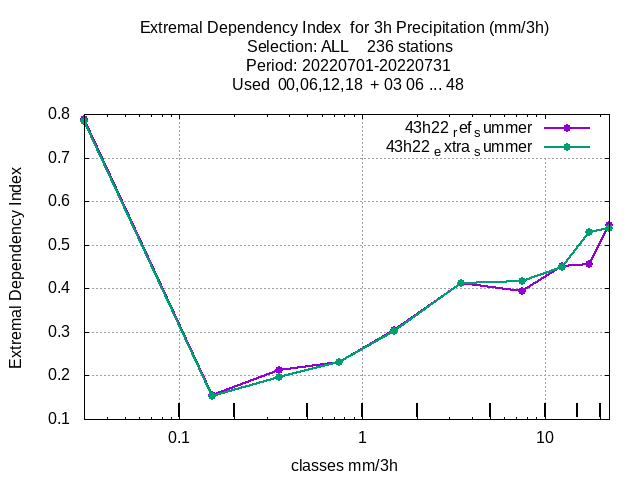 Extremal Dependency Index  for 3h Precipitation (mm/3h)
Selection: ALL    236 stations
Period: 20220701-20220731
Used  00,06,12,18  + 03 06 ... 48
43h22 ref summer
43h22 extra summer
Extremal Dependency Index
0.8
0.7
0.6
0.5
0.4
0.3
0.2
0.1
0.1
1
10
classes mm/3h